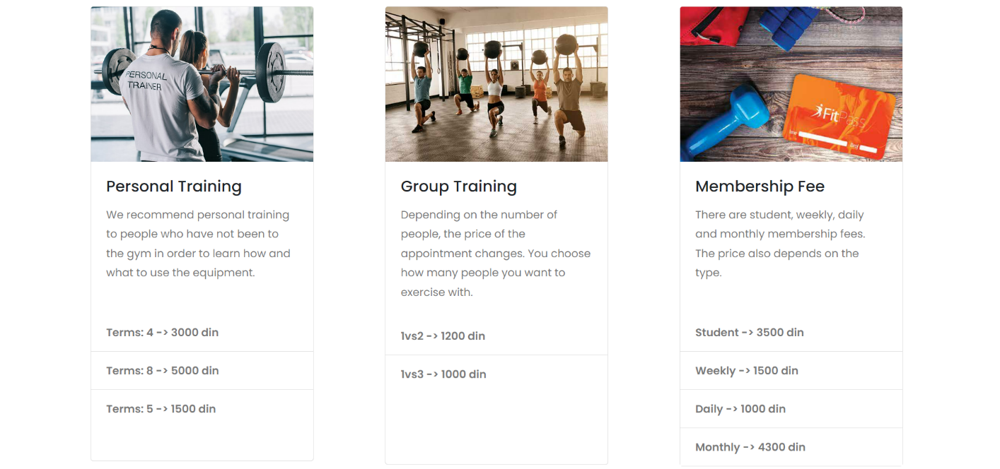 PERSONAL
TRAINER
Personal Training
We recommend personal training
to people who have not been to
the gym in order to learn how and
what to use the equipment.
Terms: 4 -> 3000 din
Terms: 8 -> 5000 din
Terms: 5 -> 1500 din
Group Training
Depending on the number of
people, the price of the
appointment changes. You choose
how many people you want to
exercise with.
1vs2 -> 1200 din
1vs3 -> 1000 din
FitPass
Ime
Broj
Membership Fee
There are student, weekly, daily
and monthly membership fees.
The price also depends on the
type.
Student -> 3500 din
Weekly -> 1500 din
Daily -> 1000 din
Monthly -> 4300 din